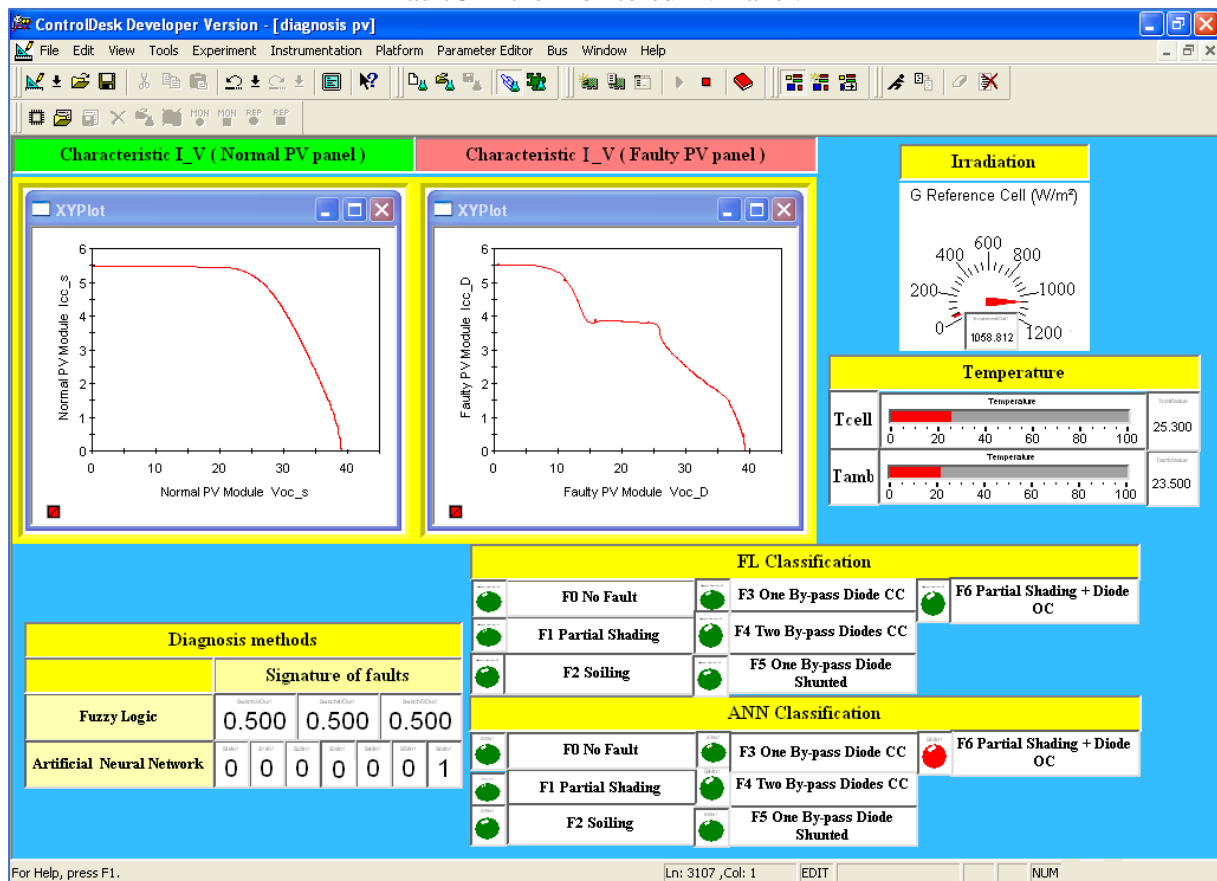 ControlDesk Developer Version - [diagnosis pv]
File Edit View Tools Experiment Instrumentation Platform Parameter Editor Bus Window Help
MON MON REP REP
Characteristic I_V ( Normal PV panel )
Characteristic I_V ( Faulty PV panel )
XYPlot
Normal PV Module Icc_s
6
5
4
3
2
1
0
0 10 20 30 40
Normal PV Module Voc_s
XYPlot
Faulty PV Module Icc_D
6
5
4
3
2
1
0
0 10 20 30 40
Faulty PV Module Voc_D
Irradiation
G Reference Cell (W/m²)
0 200 400 600 800 1000 1200
1058.812
Temperature
Tcell
Temperature
0 20 40 60 80 100
25.300
Tamb
Temperature
0 20 40 60 80 100
23.500
FL Classification
F0 No Fault
F3 One By-pass Diode CC
F6 Partial Shading + Diode
OC
F1 Partial Shading
F4 Two By-pass Diodes CC
F2 Soiling
F5 One By-pass Diode
Shunted
Diagnosis methods
Signature of faults
Fuzzy Logic
0.500 0.500 0.500
Artificial Neural Network
0 0 0 0 0 0 1
ANN Classification
F0 No Fault
F3 One By-pass Diode CC
F6 Partial Shading + Diode
OC
F1 Partial Shading
F4 Two By-pass Diodes CC
F2 Soiling
F5 One By-pass Diode
Shunted
For Help, press F1.
Ln: 3107 ,Col: 1
EDIT
NUM